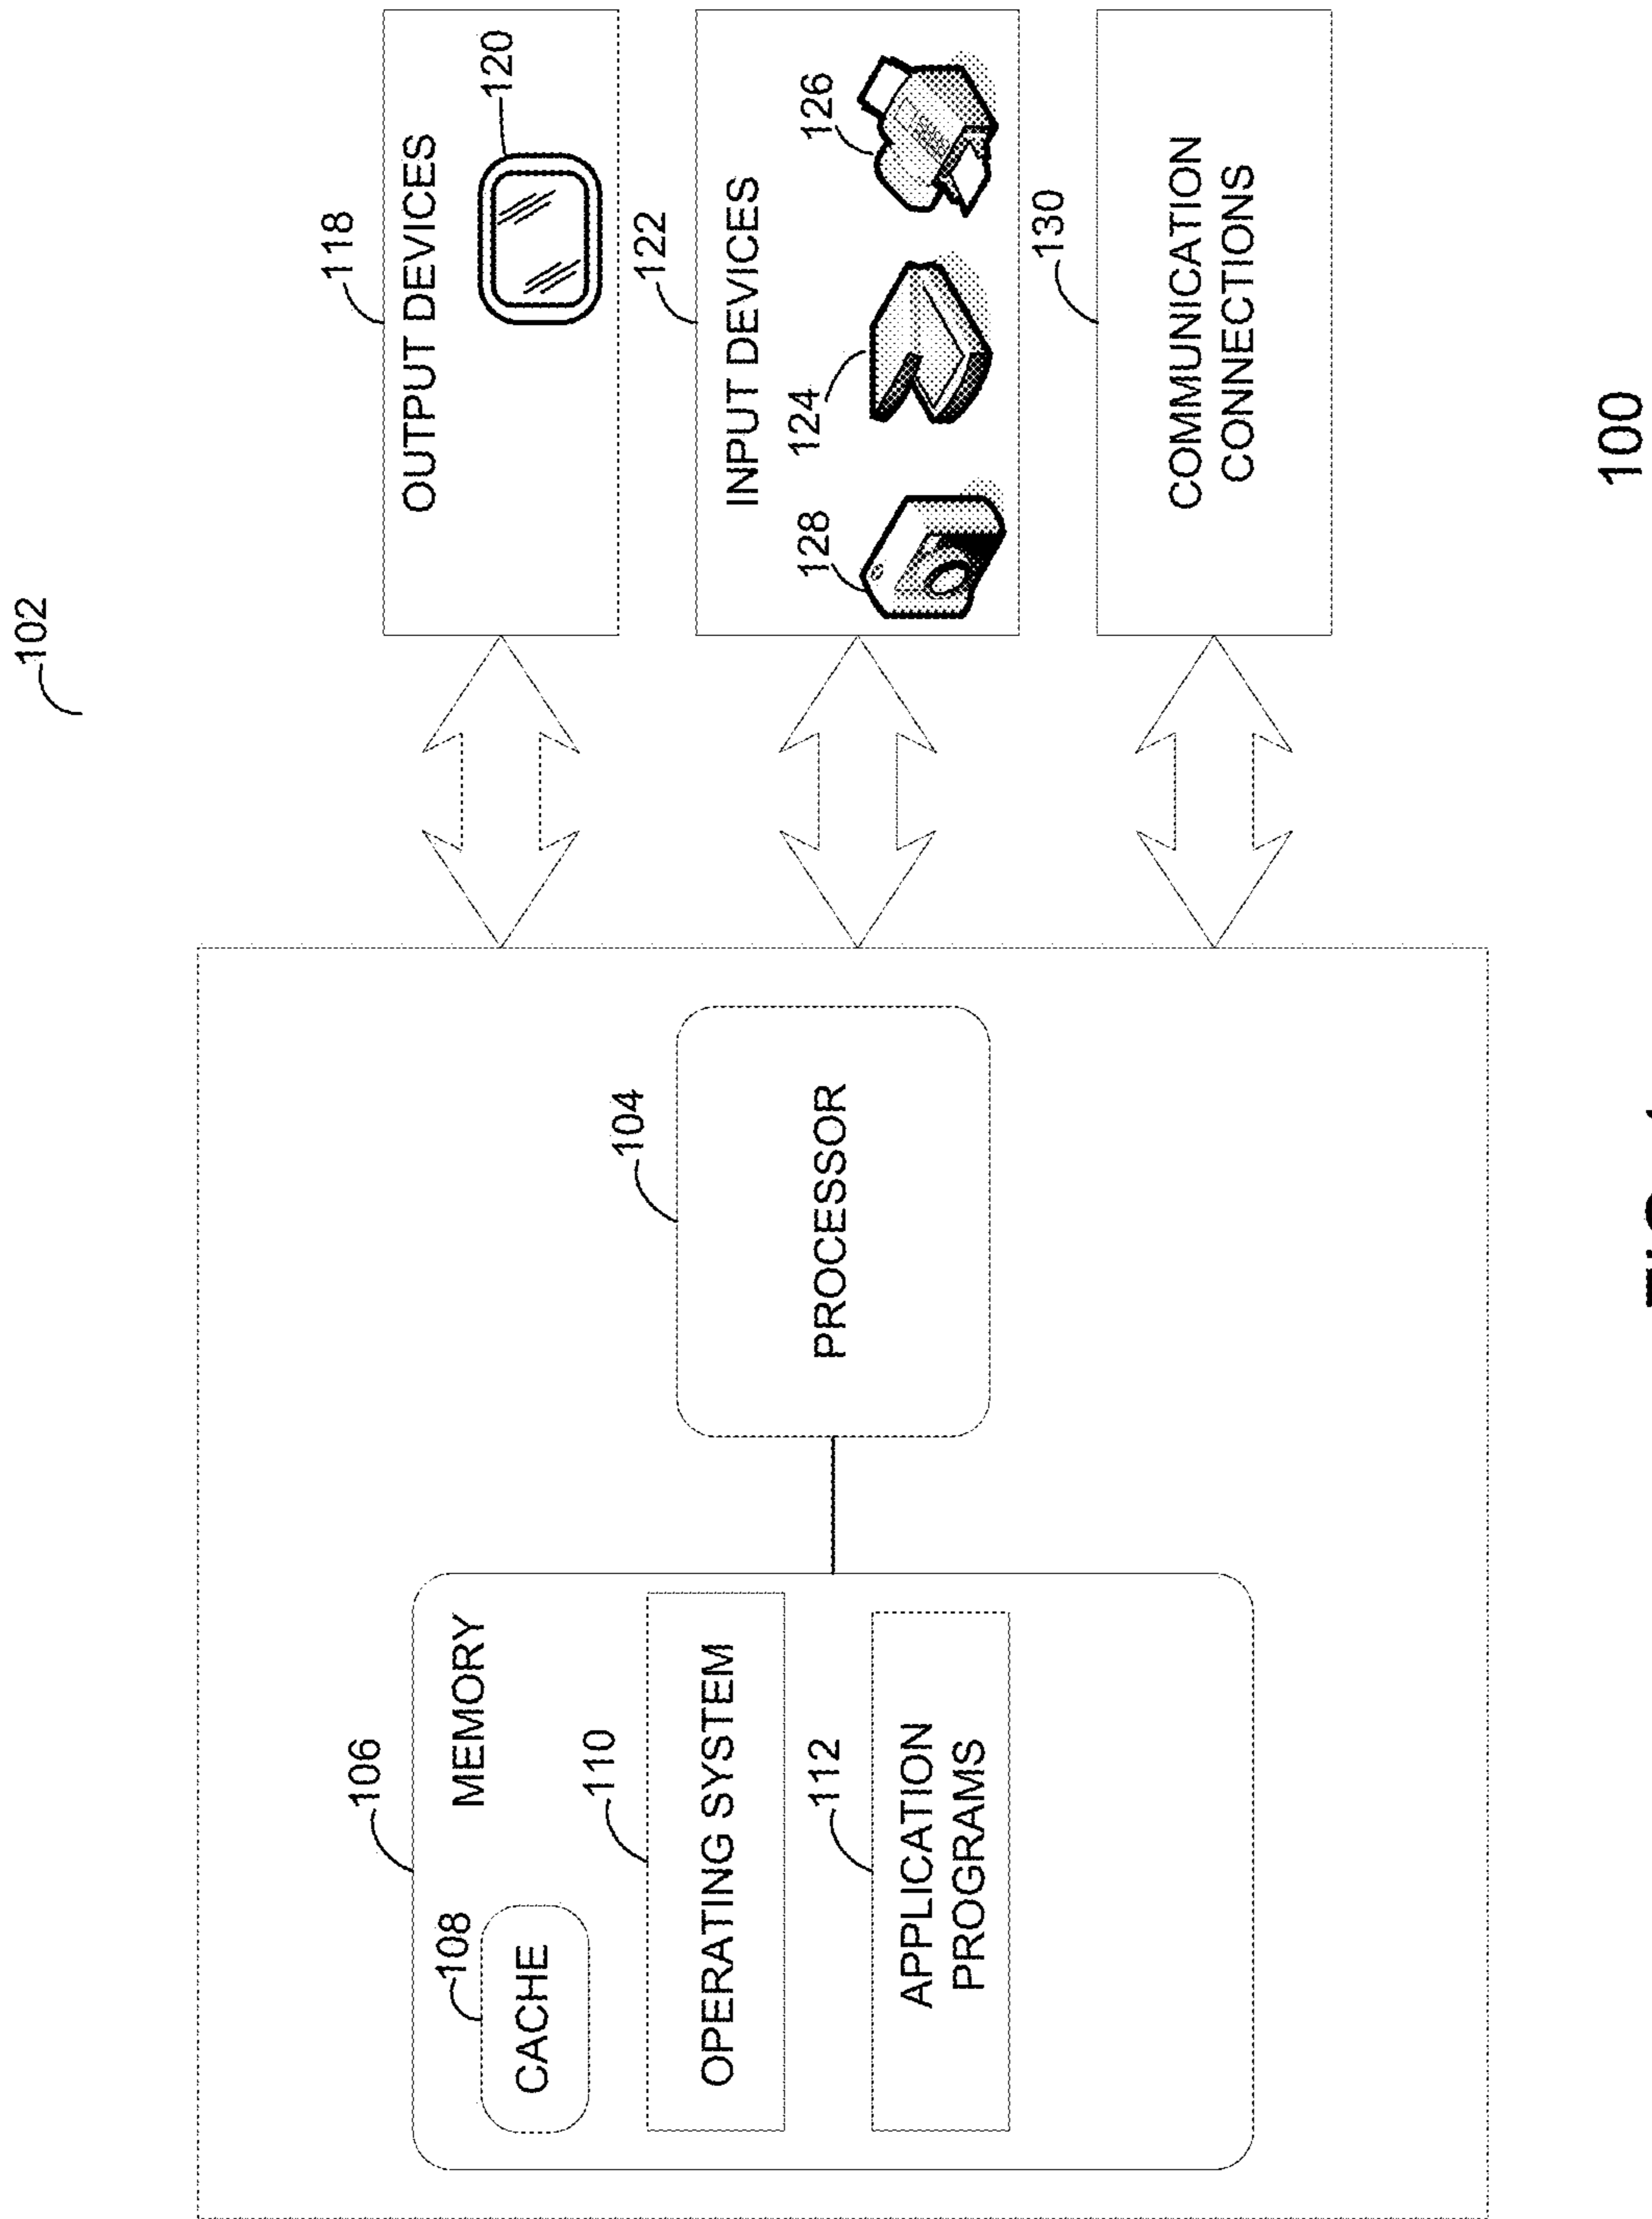 102
106
MEMORY
108
CACHE
110
OPERATING SYSTEM
112
APPLICATION
PROGRAMS
104
PROCESSOR
118
OUTPUT DEVICES
120
122
INPUT DEVICES
128
124
126
130
COMMUNICATION
CONNECTIONS
100